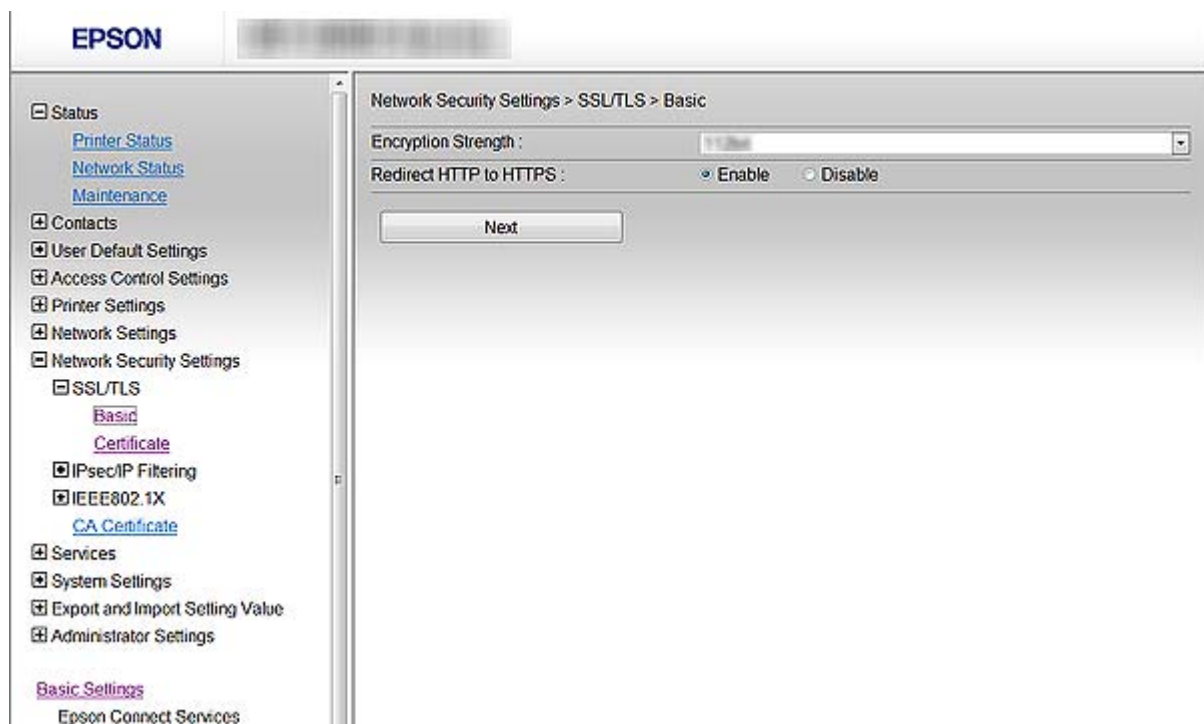 EPSON
Status
Printer Status
Network Status
Maintenance
Contacts
User Default Settings
Access Control Settings
Printer Settings
Network Settings
Network Security Settings
SSL/TLS
Basic
Certificate
IPsec/IP Filtering
IEEE802.1X
CA Certificate
Services
System Settings
Export and Import Setting Value
Administrator Settings
Basic Settings
Epson Connect Services
Network Security Settings > SSL/TLS > Basic
Encryption Strength :
Redirect HTTP to HTTPS : Enable Disable
Next